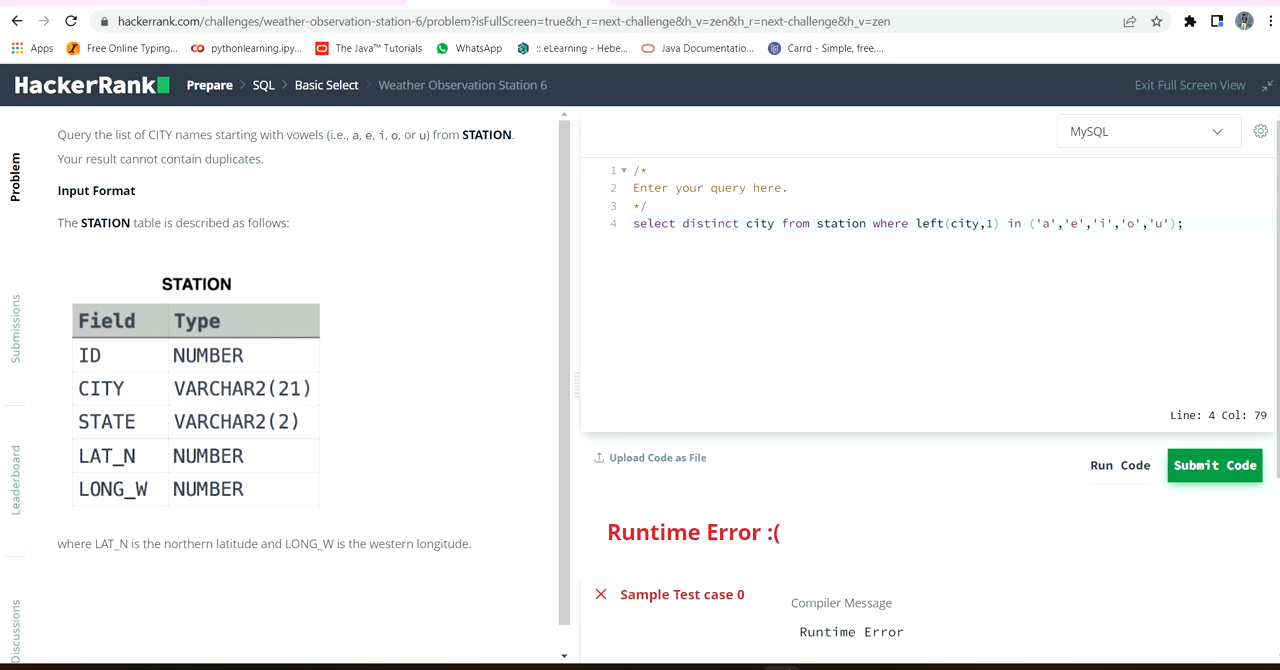 hackerrank.com/challenges/weather-observation-station-6/problem?isFullScreen=true&h_r=next-challenge&h_v=zen&h_r=next-challenge&h_v=zen
Apps Free Online Typing... pythonlearning.ipy... The Java™ Tutorials WhatsApp :: eLearning - Hebe... Java Documentatio... Carrd - Simple, free,...
HackerRank Prepare > SQL > Basic Select > Weather Observation Station 6 Exit Full Screen View
Problem
Submissions
Leaderboard
Discussions
Query the list of CITY names starting with vowels (i.e., a, e, i, o, or u) from STATION.
Your result cannot contain duplicates.
Input Format
The STATION table is described as follows:
STATION
Field Type
ID NUMBER
CITY VARCHAR2(21)
STATE VARCHAR2(2)
LAT_N NUMBER
LONG_W NUMBER
where LAT_N is the northern latitude and LONG_W is the western longitude.
MySQL
1 /*
2 Enter your query here.
3 */
4 select distinct city from station where left(city,1) in ('a','e','i','o','u');
Line: 4 Col: 79
Upload Code as File
Run Code
Submit Code
Runtime Error :(
Sample Test case 0
Compiler Message
Runtime Error